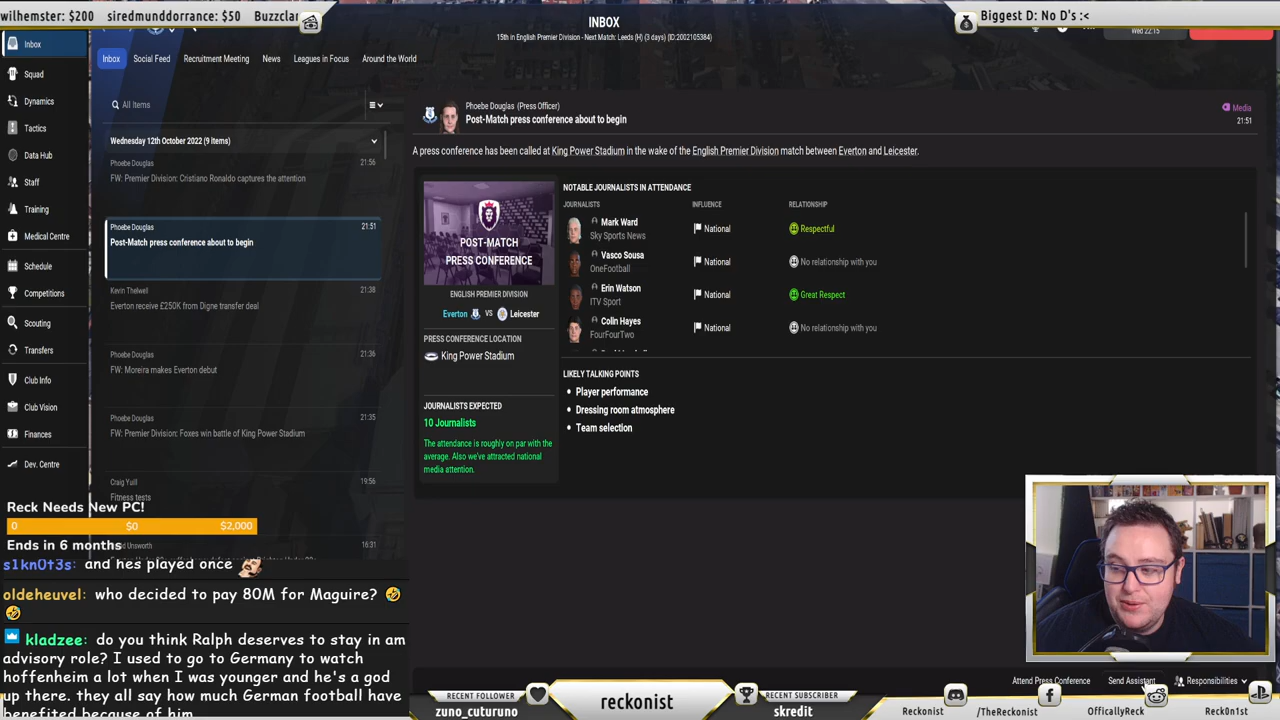 wilhemster: $200 siredmunddorrance: $50 Buzzclar
INBOX
15th in English Premier Division - Next Match: Leeds (H) (3 days) (ID:2002105384)
Biggest D: No D's :<
Wed 22:15
Inbox
Squad
Dynamics
Tactics
Data Hub
Staff
Training
Medical Centre
Schedule
Competitions
Scouting
Transfers
Club Info
Club Vision
Finances
Dev. Centre
Inbox Social Feed Recruitment Meeting News Leagues in Focus Around the World
All Items
Wednesday 12th October 2022 (9 items)
Phoebe Douglas 21:56
FW: Premier Division: Cristiano Ronaldo captures the attention
Phoebe Douglas 21:51
Post-Match press conference about to begin
Kevin Thelwell 21:38
Everton receive £250K from Digne transfer deal
Phoebe Douglas 21:36
FW: Moreira makes Everton debut
Phoebe Douglas 21:35
FW: Premier Division: Foxes win battle of King Power Stadium
Craig Yuill 19:56
Fitness tests
Unsworth 16:31
Phoebe Douglas (Press Officer)
Post-Match press conference about to begin
Media
21:51
A press conference has been called at King Power Stadium in the wake of the English Premier Division match between Everton and Leicester.
POST-MATCH
PRESS CONFERENCE
ENGLISH PREMIER DIVISION
Everton VS Leicester
PRESS CONFERENCE LOCATION
King Power Stadium
JOURNALISTS EXPECTED
10 Journalists
The attendance is roughly on par with the
average. Also we've attracted national
media attention.
NOTABLE JOURNALISTS IN ATTENDANCE
JOURNALISTS INFLUENCE RELATIONSHIP
Mark Ward
Sky Sports News
National Respectful
Vasco Sousa
OneFootball
National No relationship with you
Erin Watson
ITV Sport
National Great Respect
Colin Hayes
FourFourTwo
National No relationship with you
LIKELY TALKING POINTS
• Player performance
• Dressing room atmosphere
• Team selection
Reck Needs New PC!
0 $0 $2,000
Ends in 6 months
s1kn0t3s: and hes played once
oldeheuvel: who decided to pay 80M for Maguire?
kladzee: do you think Ralph deserves to stay in am
advisory role? I used to go to Germany to watch
hoffenheim a lot when I was younger and he's a god
up there. they all say how much German football have
benefited because of him
Attend Press Conference Send Assistant Responsibilities
RECENT FOLLOWER
zuno_cuturuno
reckonist
RECENT SUBSCRIBER
skredit
Reckonist /TheReckonist OfficallyReck Reck0n1st